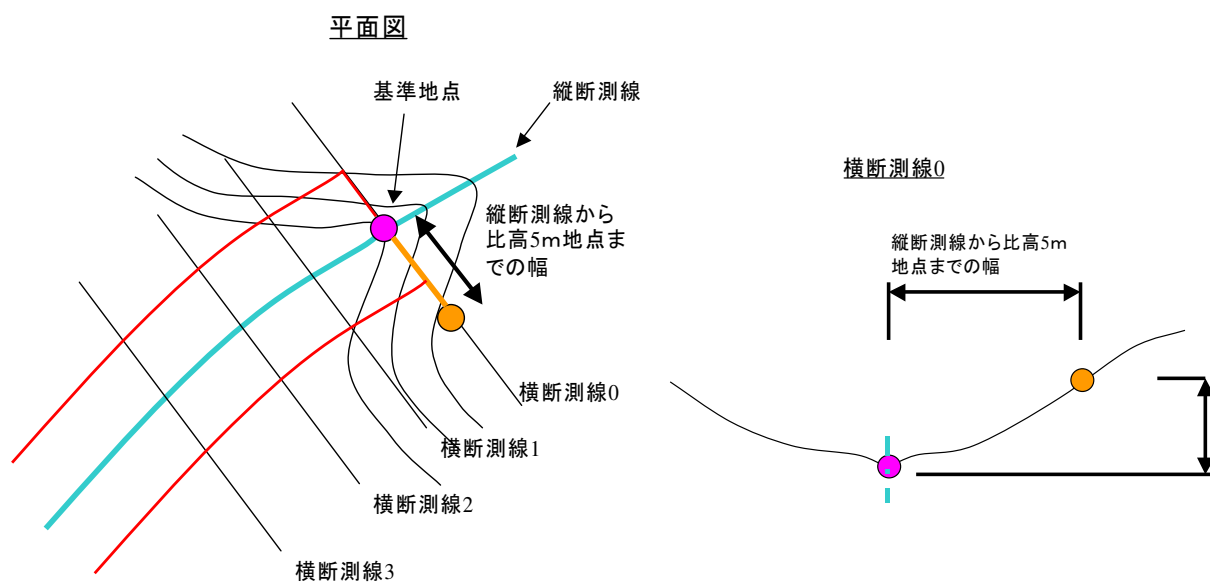 平面図
基準地点
縦断測線
縦断測線から
比高5m地点ま
での幅
横断測線0
横断測線1
横断測線2
横断測線3
横断測線0
縦断測線から比高5m
地点までの幅